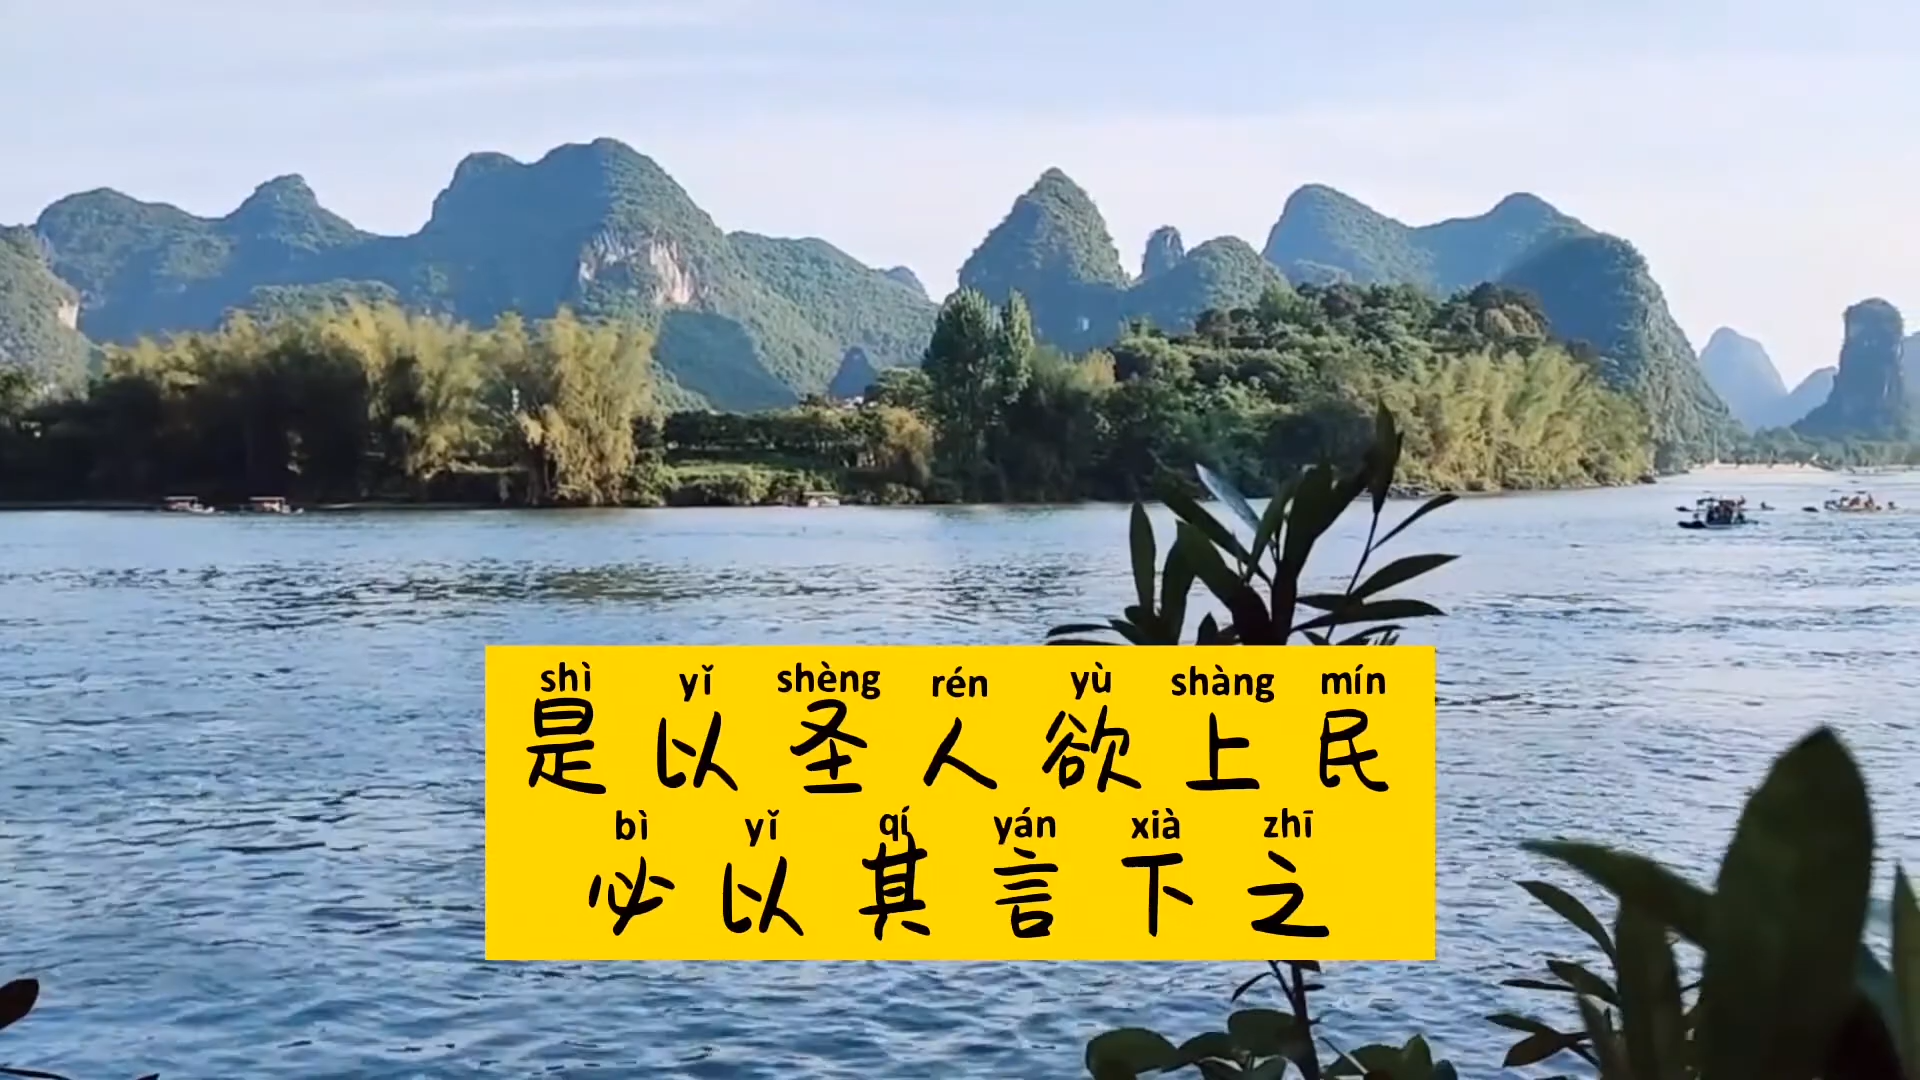 shì yǐ shèng rén yù shàng mín
是以圣人欲上民
bì yǐ qí yán xià zhī
必以其言下之